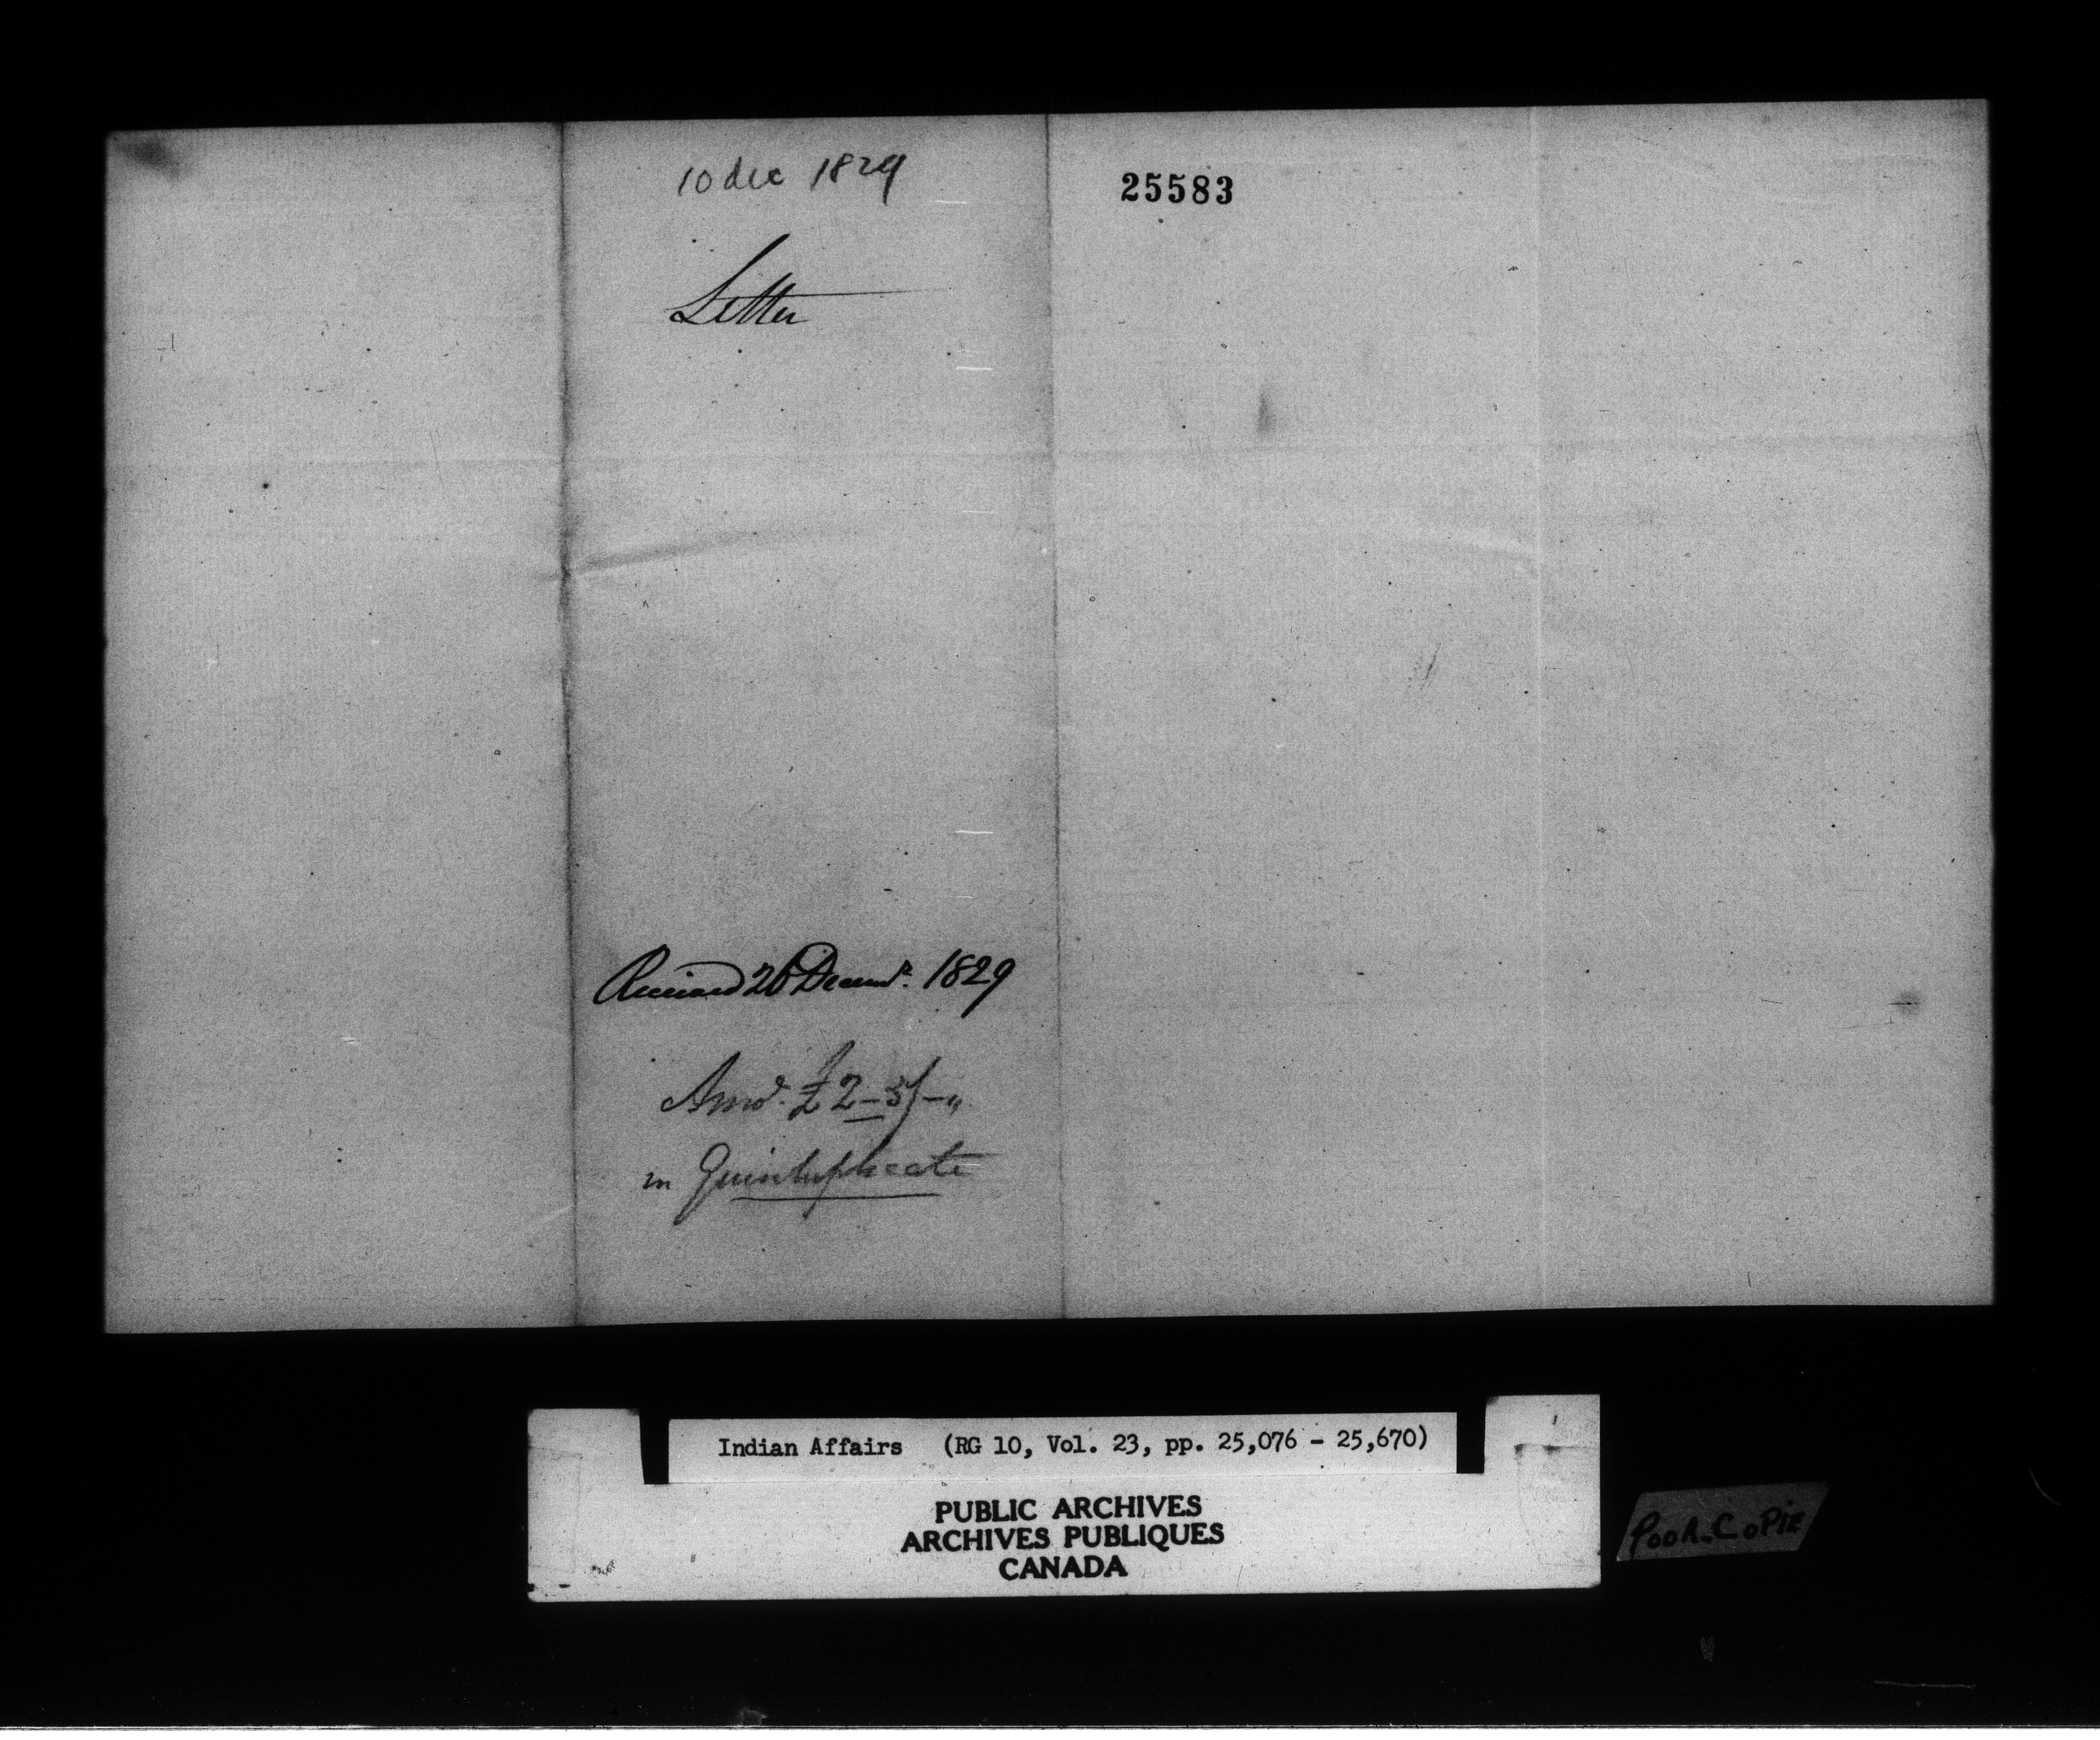 10 dec 1829
25583
Letter
Received 26 Decemr. 1829
£2-5/-"
in Quintuplicate
Indian Affairs (RG 10, Vol. 23, pp. 25,076 - 25,670)
PUBLIC ARCHIVES
ARCHIVES PUBLIQUES
CANADA
POOR-COPIE